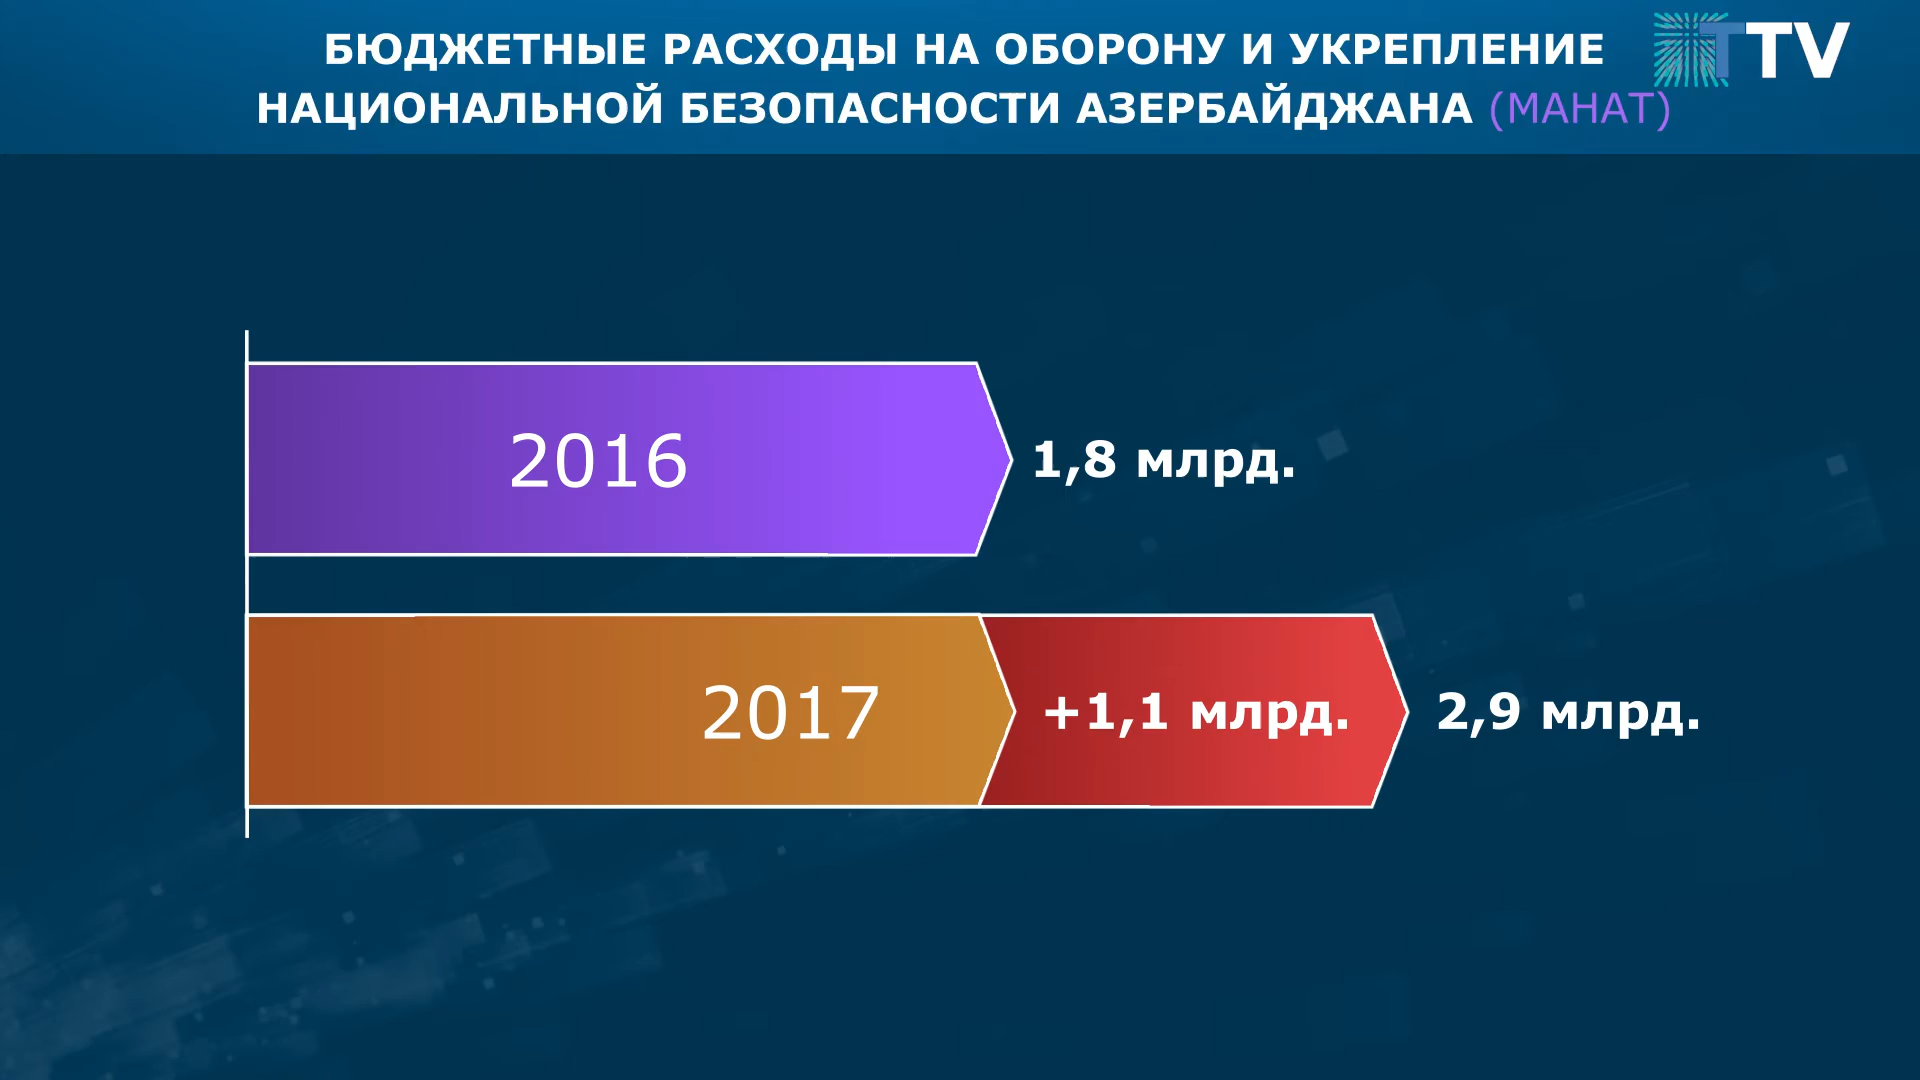 БЮДЖЕТНЫЕ РАСХОДЫ НА ОБОРОНУ И УКРЕПЛЕНИЕ
НАЦИОНАЛЬНОЙ БЕЗОПАСНОСТИ АЗЕРБАЙДЖАНА (МАНАТ)
TTV
2016
1,8 млрд.
2017
+1,1 млрд.
2,9 млрд.